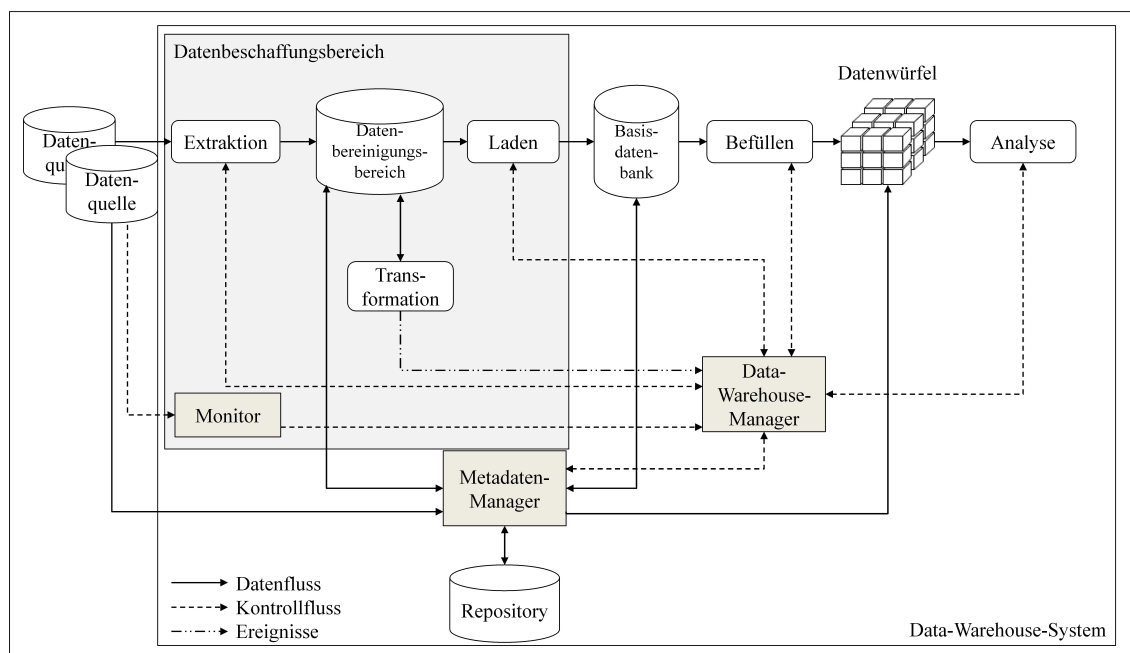 Datenbeschaffungsbereich
Datenwürfel
Daten-
qu
Daten-
quelle
Extraktion
Daten-
bereinigungs-
bereich
Laden
Basis-
daten-
bank
Befüllen
Analyse
Trans-
formation
Monitor
Data-
Warehouse-
Manager
Metadaten-
Manager
Repository
Datenfluss
Kontrollfluss
Ereignisse
Data-Warehouse-System